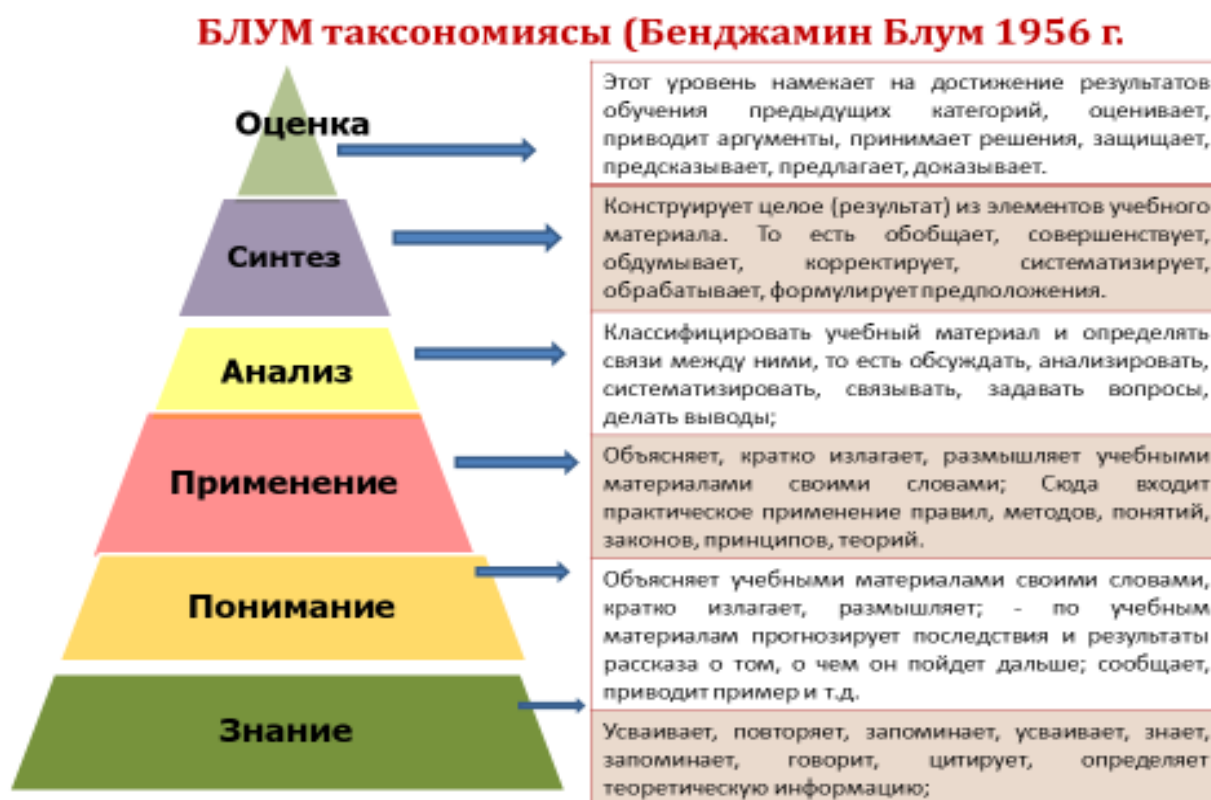 БЛУМ таксономиясы (Бенджамин Блум 1956 г.
Оценка
Этот уровень намекает на достижение результатов
обучения предыдущих категорий, оценивает,
приводит аргументы, принимает решения, защищает,
предсказывает, предлагает, доказывает.
Синтез
Конструирует целое (результат) из элементов учебного
материала. То есть обобщает, совершенствует,
обдумывает, корректирует, систематизирует,
обрабатывает, формулирует предположения.
Анализ
Классифицировать учебный материал и определять
связи между ними, то есть обсуждать, анализировать,
систематизировать, связывать, задавать вопросы,
делать выводы;
Применение
Объясняет, кратко излагает, размышляет учебными
материалами своими словами; Сюда входит
практическое применение правил, методов, понятий,
законов, принципов, теорий.
Понимание
Объясняет учебными материалами своими словами,
кратко излагает, размышляет; - по учебным
материалам прогнозирует последствия и результаты
рассказа о том, о чем он пойдет дальше; сообщает,
приводит пример и т.д.
Знание
Усваивает, повторяет, запоминает, усваивает, знает,
запоминает, говорит, цитирует, определяет
теоретическую информацию;